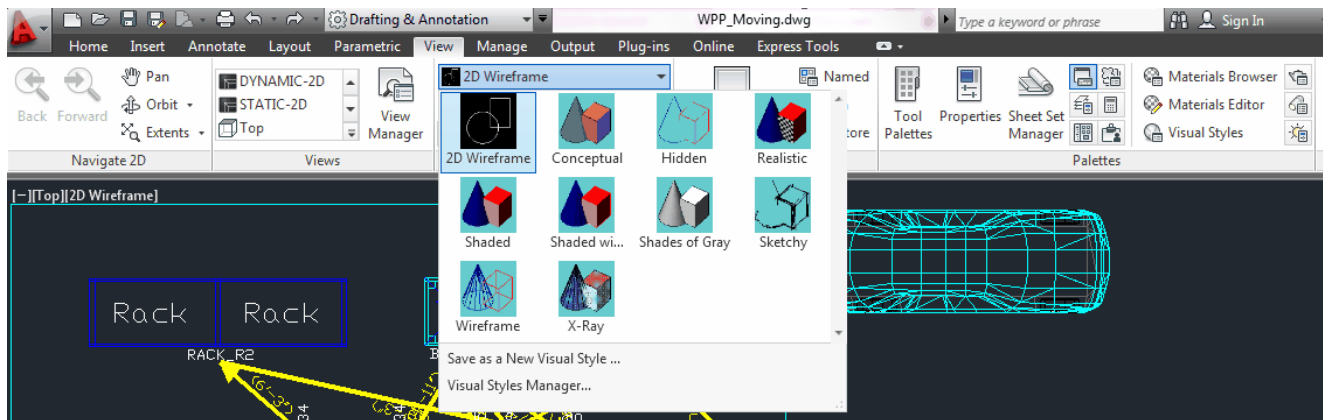 Drafting & Annotation WPP_Moving.dwg Type a keyword or phrase Sign In
Home Insert Annotate Layout Parametric View Manage Output Plug-ins Online Express Tools
Back Forward
Pan
Orbit
Extents
Navigate 2D
DYNAMIC-2D
STATIC-2D
Top
View Manager
Views
2D Wireframe
2D Wireframe Conceptual Hidden Realistic
Shaded Shaded wi... Shades of Gray Sketchy
Wireframe X-Ray
Save as a New Visual Style ...
Visual Styles Manager...
Named
Tool Palettes
Properties
Sheet Set Manager
Materials Browser
Materials Editor
Visual Styles
Palettes
[-][Top][2D Wireframe]
Rack Rack
RACK_R2